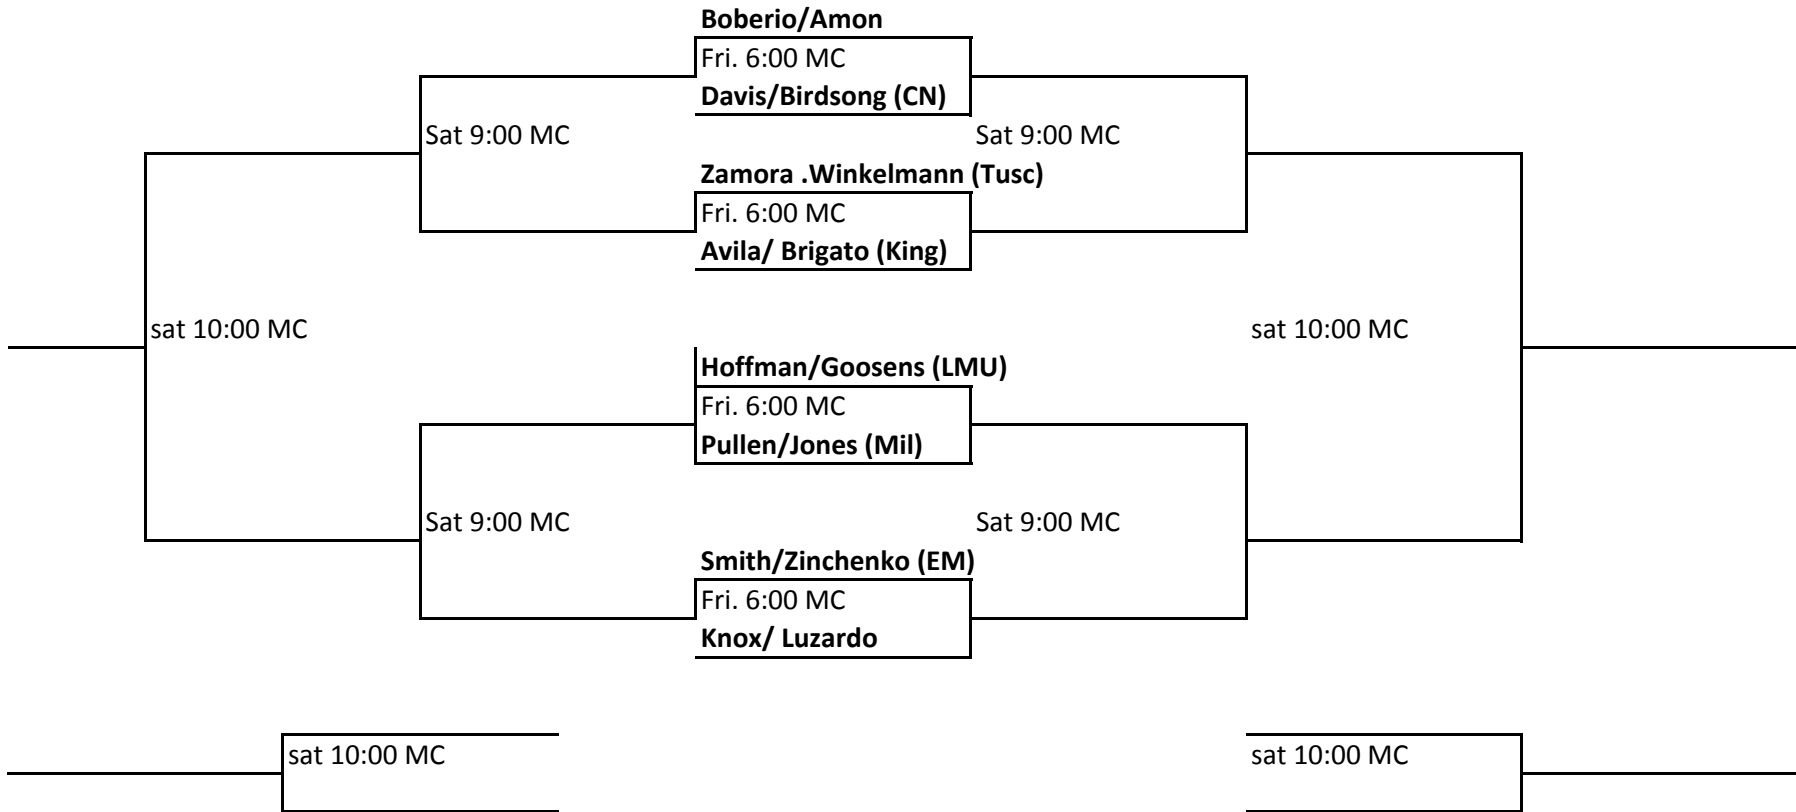 Boberio/Amon
Fri. 6:00 MC
Davis/Birdsong (CN)
Sat 9:00 MC
Sat 9:00 MC
Zamora .Winkelmann (Tusc)
Fri. 6:00 MC
Avila/ Brigato (King)
sat 10:00 MC
sat 10:00 MC
Hoffman/Goosens (LMU)
Fri. 6:00 MC
Pullen/Jones (Mil)
Sat 9:00 MC
Sat 9:00 MC
Smith/Zinchenko (EM)
Fri. 6:00 MC
Knox/ Luzardo
sat 10:00 MC
sat 10:00 MC